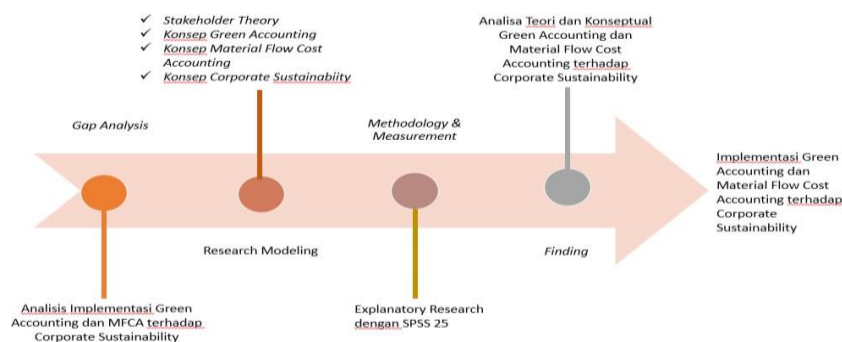 ✓ Stakeholder Theory
✓ Konsep Green Accounting
✓ Konsep Material Flow Cost
Accounting
✓ Konsep Corporate Sustainabiity
Analisa Teori dan Konseptual
Green Accounting dan
Material Flow Cost
Accounting terhadap
Corporate Sustainability
Gap Analysis
Methodology &
Measurement
Implementasi Green
Accounting dan
Material Flow Cost
Accounting terhadap
Corporate
Sustainability
Research Modeling
Finding
Analisis Implementasi Green
Accounting dan MFCA terhadap
Corporate Sustainability
Explanatory Research
dengan SPSS 25